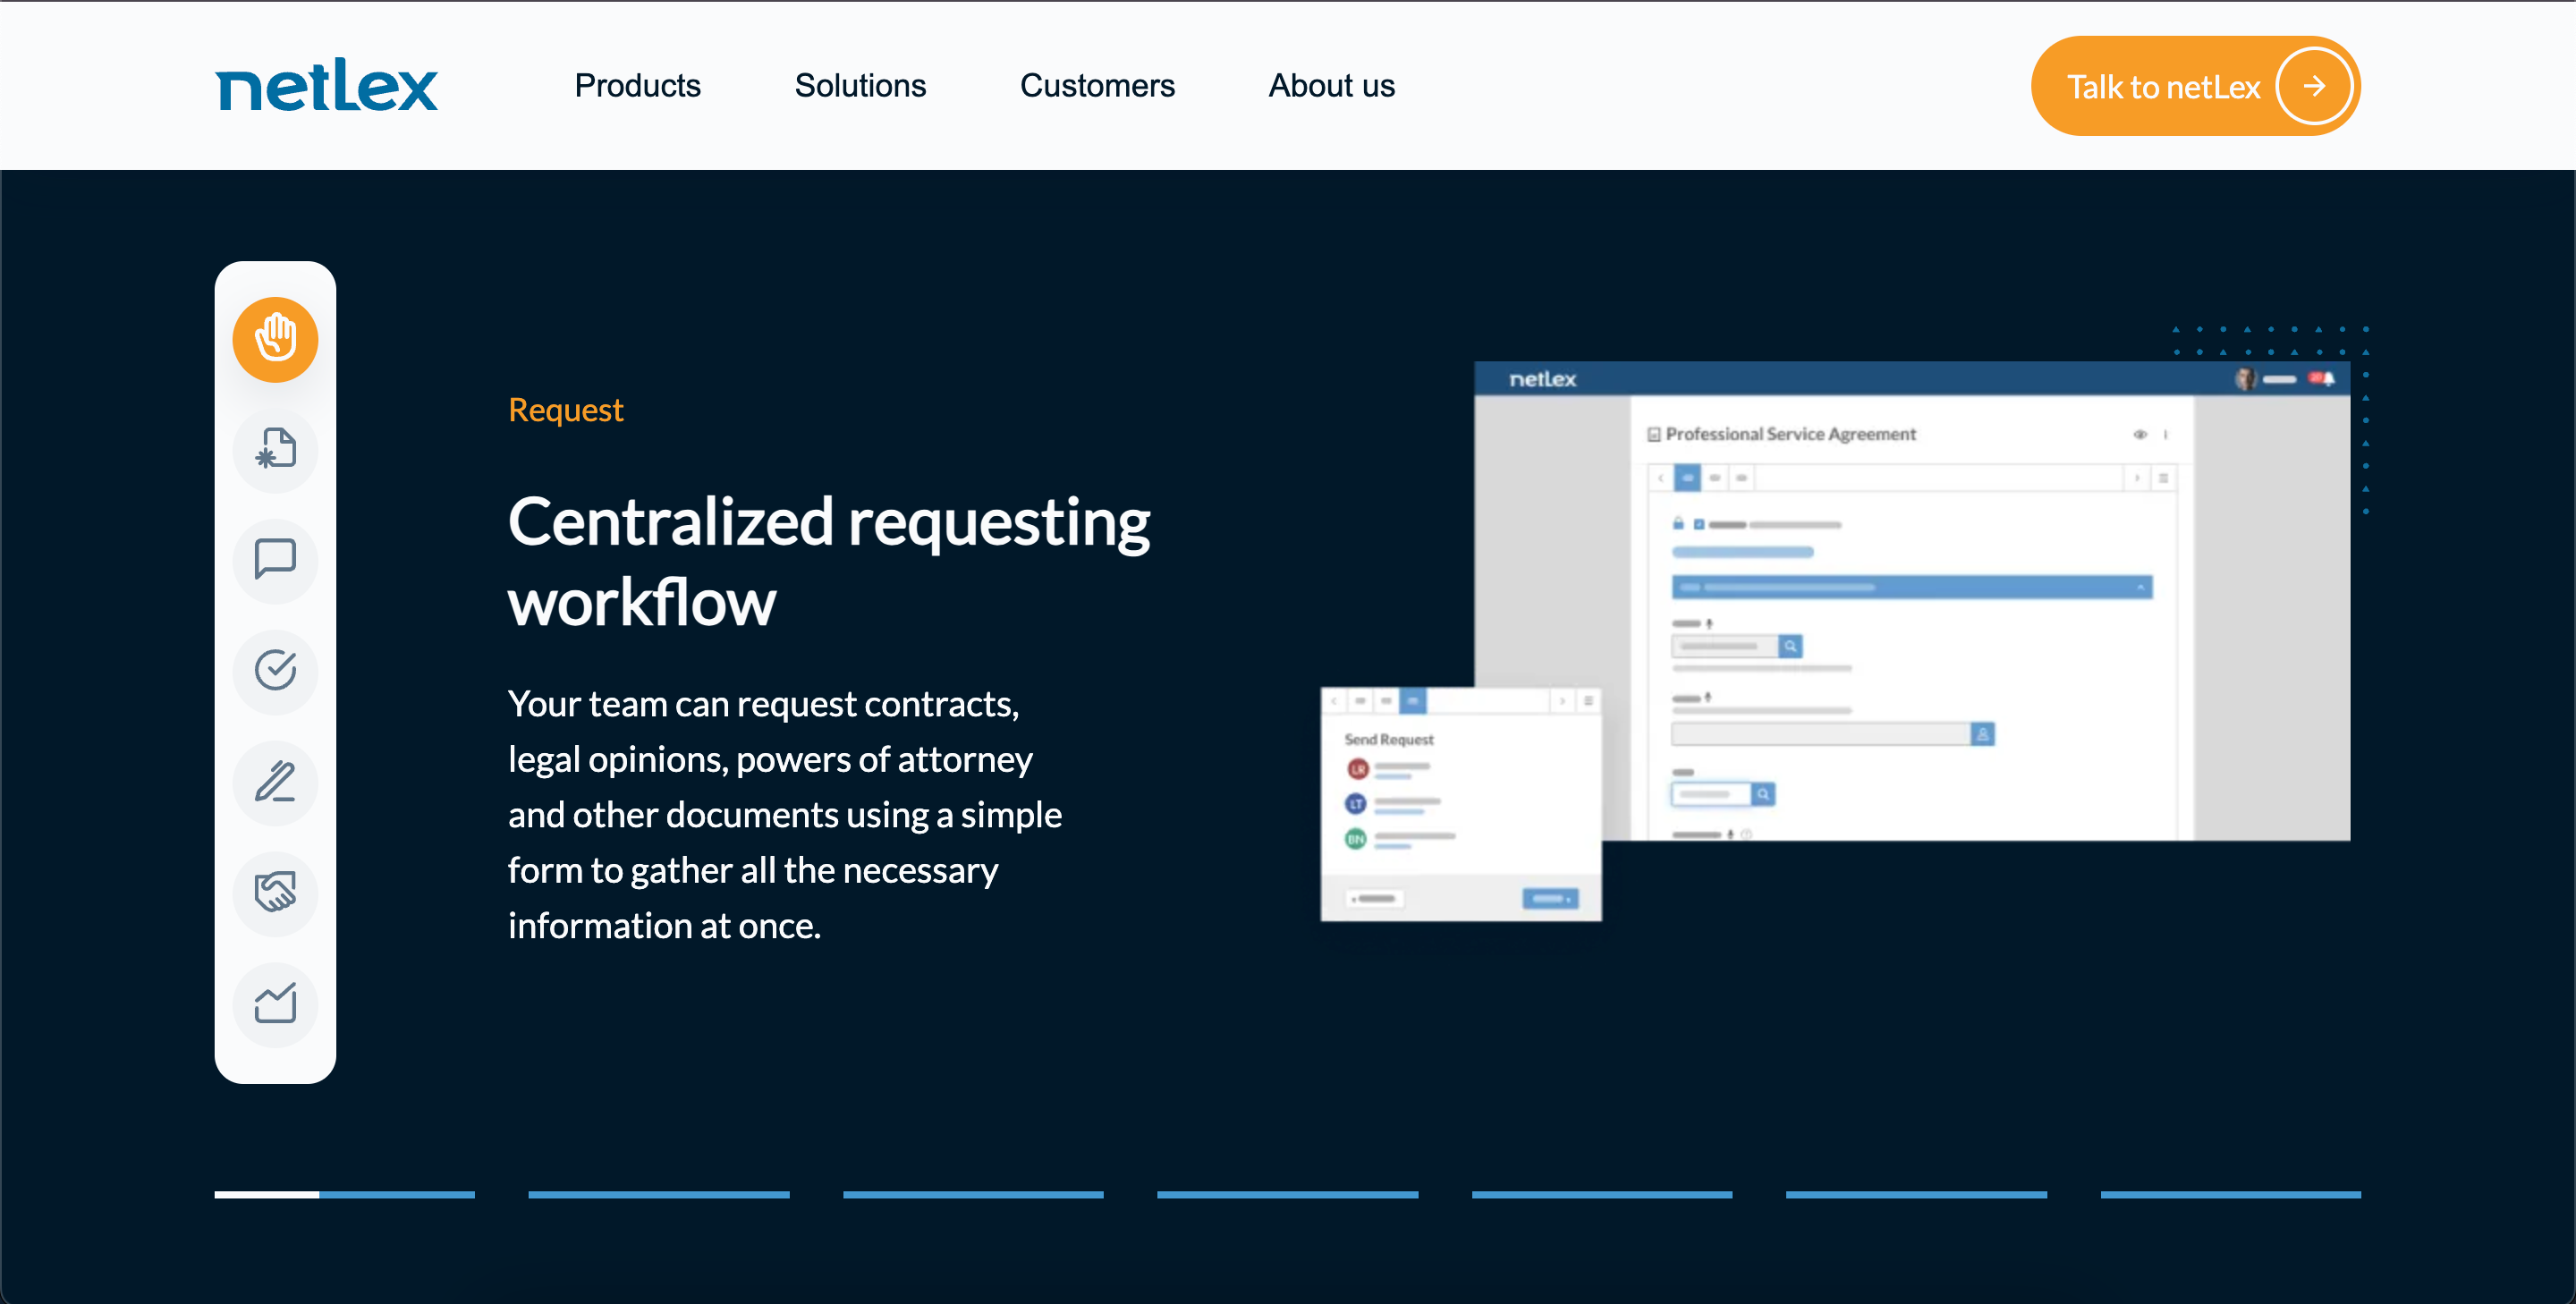 netLex
Products
Solutions
Customers
About us
Talk to netLex
Request
Centralized requesting
workflow
Your team can request contracts,
legal opinions, powers of attorney
and other documents using a simple
form to gather all the necessary
information at once.
netLex
Professional Service Agreement
Send Request
LR
LT
BN